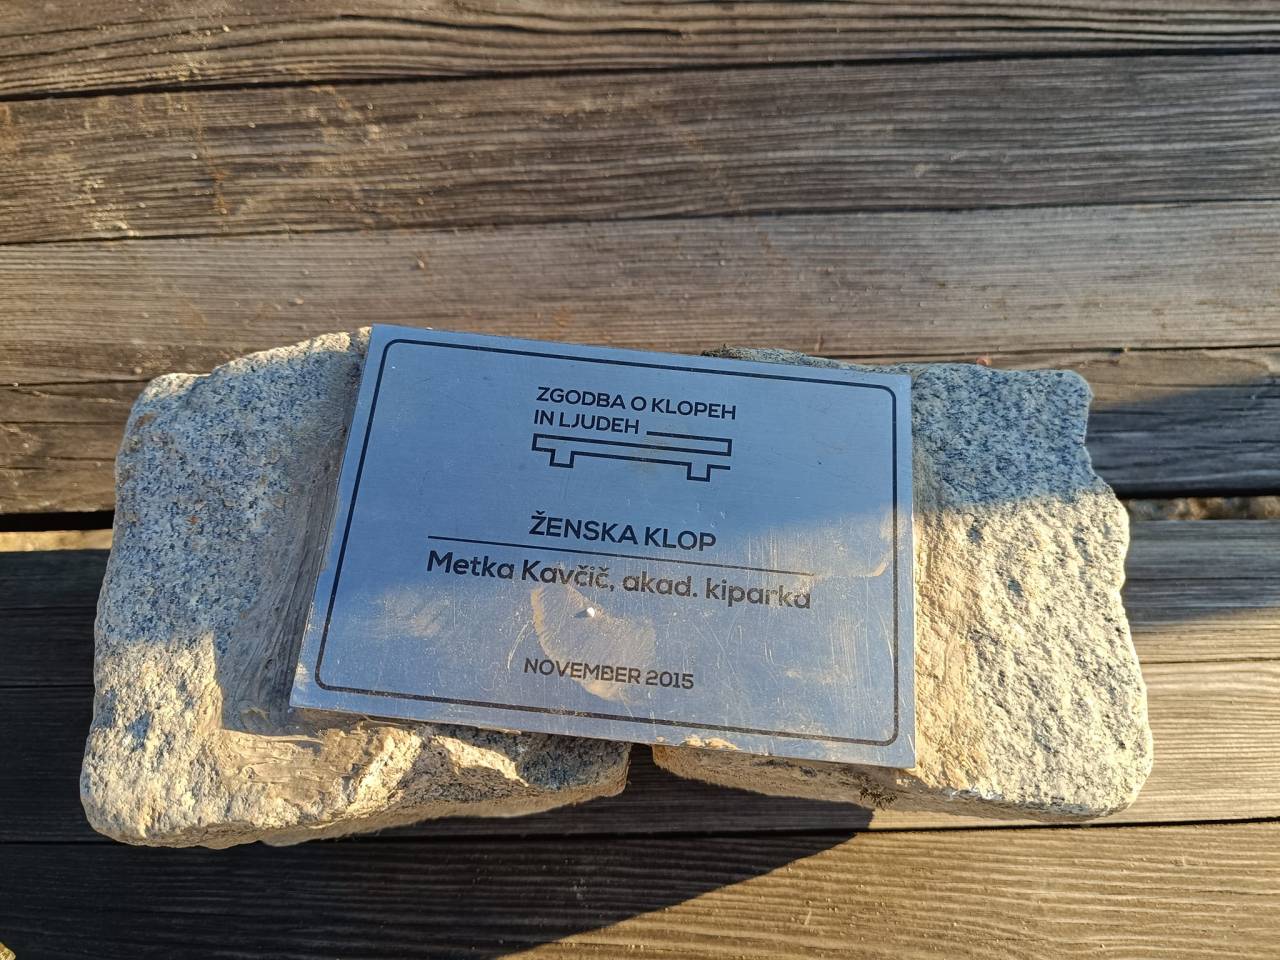 ZGODBA O KLOPEH
IN LJUDEH
ŽENSKA KLOP
Metka Kavčič, akad. kiparka
NOVEMBER 2015